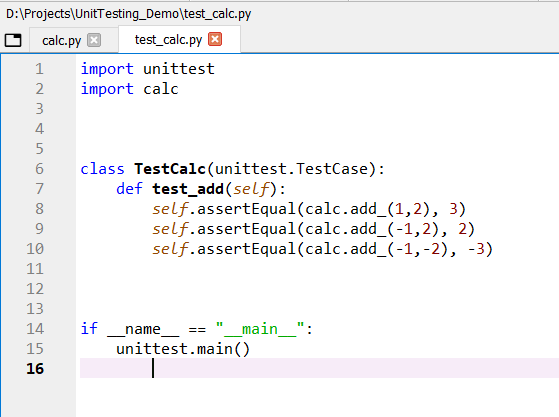 D:\Projects\UnitTesting_Demo\test_calc.py
calc.py test_calc.py
1 import unittest
2 import calc
3
4
5
6 class TestCalc(unittest.TestCase):
7     def test_add(self):
8         self.assertEqual(calc.add_(1,2), 3)
9         self.assertEqual(calc.add_(-1,2), 2)
10         self.assertEqual(calc.add_(-1,-2), -3)
11
12
13
14 if __name__ == "__main__":
15     unittest.main()
16